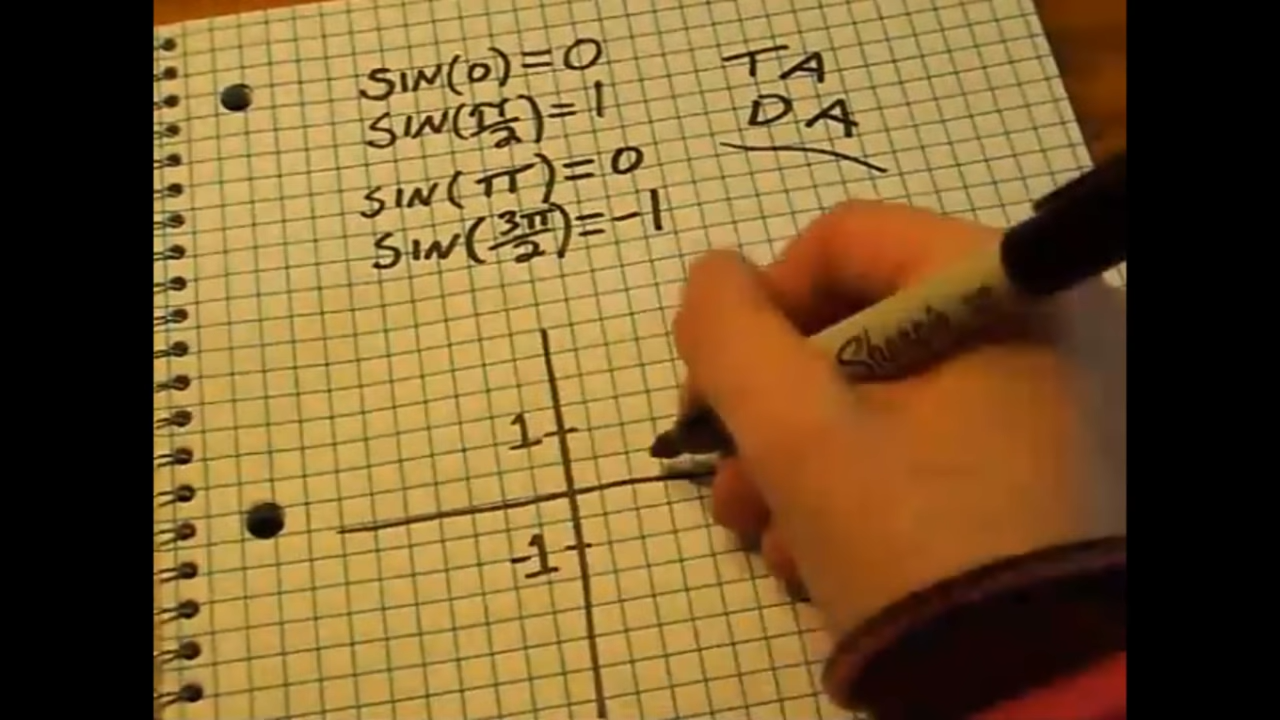 SIN(0)=0
SIN(π/2)=1
SIN(π)=0
SIN(3π/2)=-1
TA
DA
Sharpie
1
-1